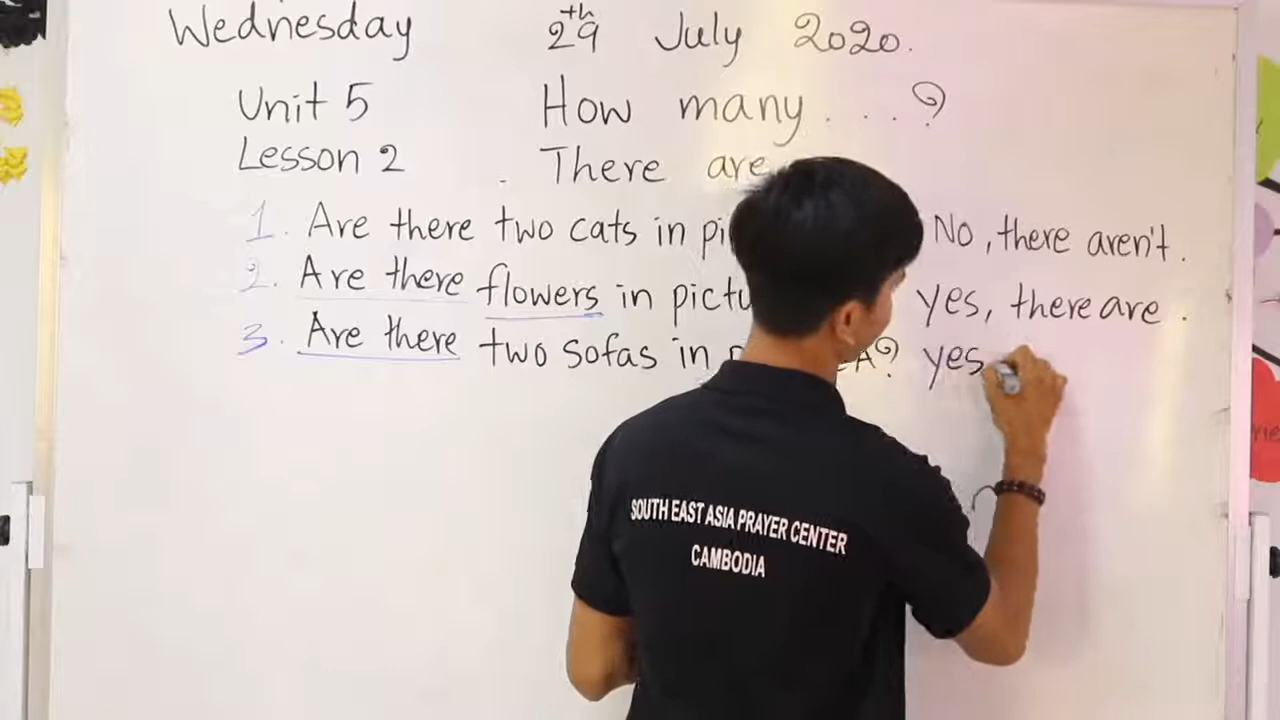 Wednesday 29th July 2020.
Unit 5 How many . . . ?
Lesson 2 . There are
1. Are there two cats in No, there aren't.
2. Are there flowers in yes, there are.
3. Are there two sofas in A? yes
SOUTH EAST ASIA PRAYER CENTER
CAMBODIA